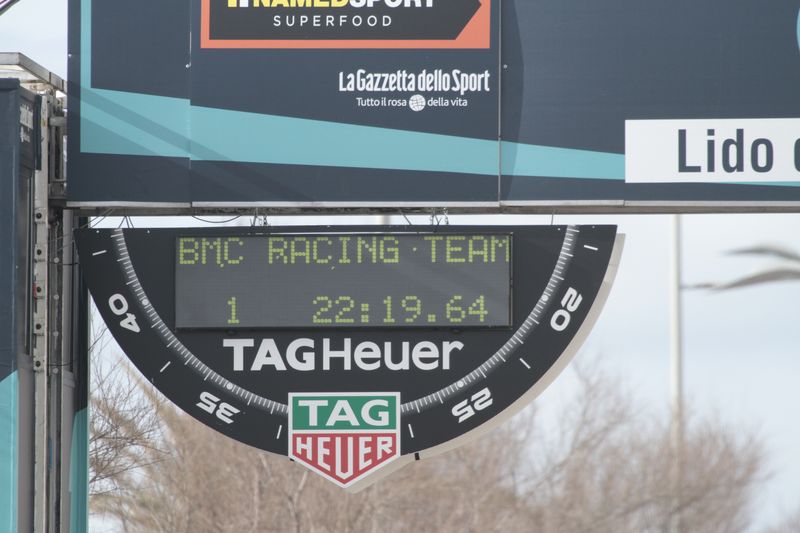 NAMEDSPORT
SUPERFOOD
La Gazzetta dello Sport
Tutto il rosa della vita
Lido
BMC RACING TEAM
1 22:19.64
TAGHeuer
40
35
25
20
TAG
HEUER